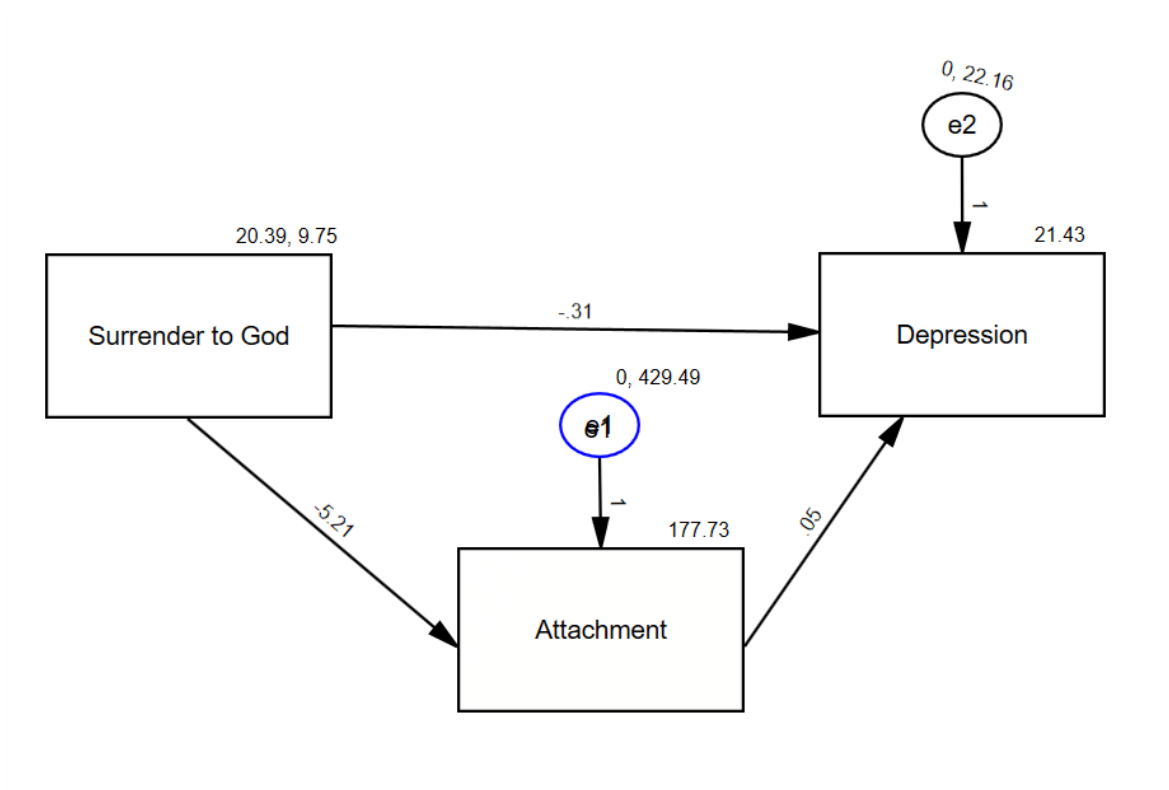 0, 22.16
e2
1
20.39, 9.75
21.43
Surrender to God
-.31
Depression
0, 429.49
e1
1
-5.21
.05
177.73
Attachment